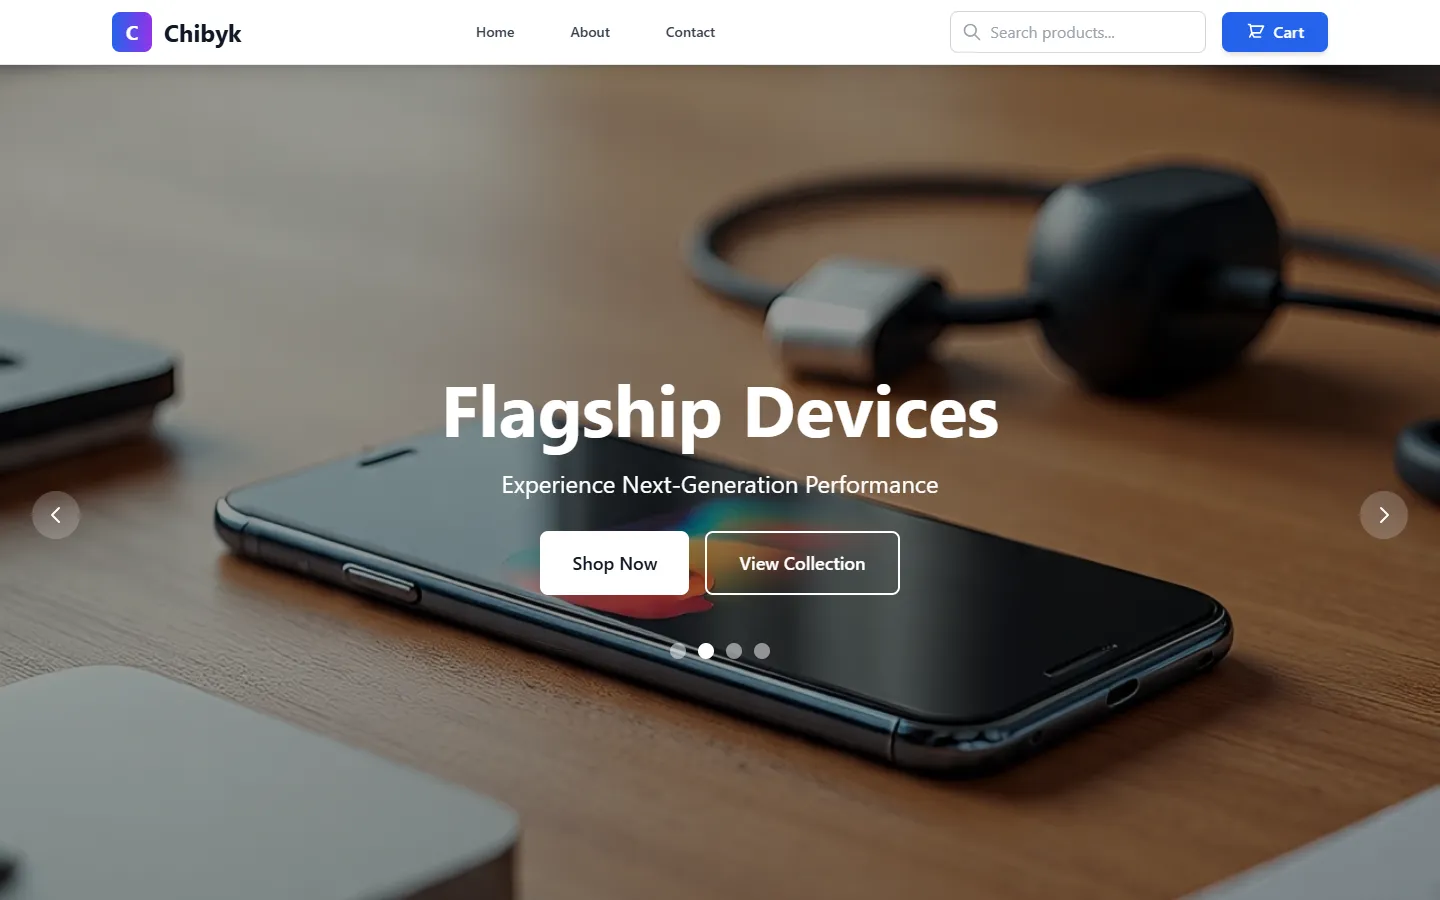 C
Chibyk
Home
About
Contact
Search products...
Cart
Flagship Devices
Experience Next-Generation Performance
Shop Now
View Collection